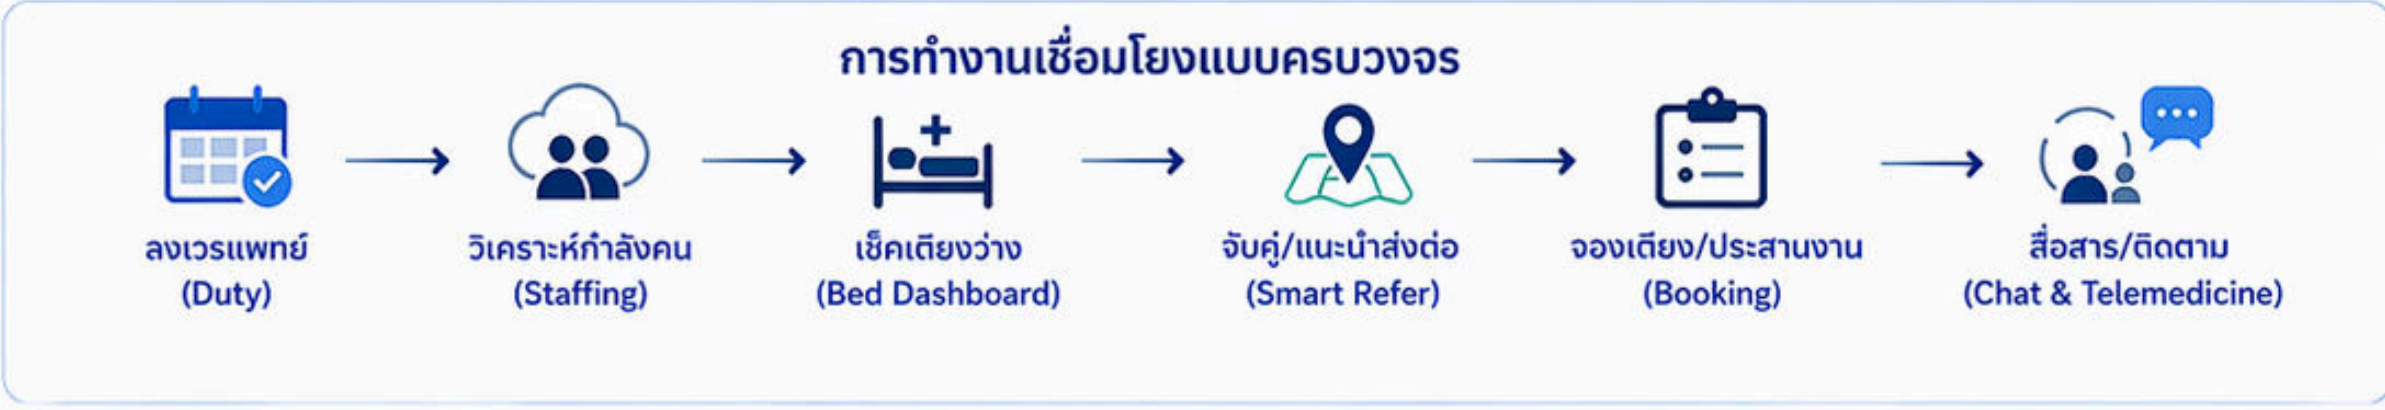 การทำงานเชื่อมโยงแบบครบวงจร
ลงเวรแพทย์
(Duty)
วิเคราะห์กำลังคน
(Staffing)
เช็คเตียงว่าง
(Bed Dashboard)
จับคู่/แนะนำส่งต่อ
(Smart Refer)
จองเตียง/ประสานงาน
(Booking)
สื่อสาร/ติดตาม
(Chat & Telemedicine)